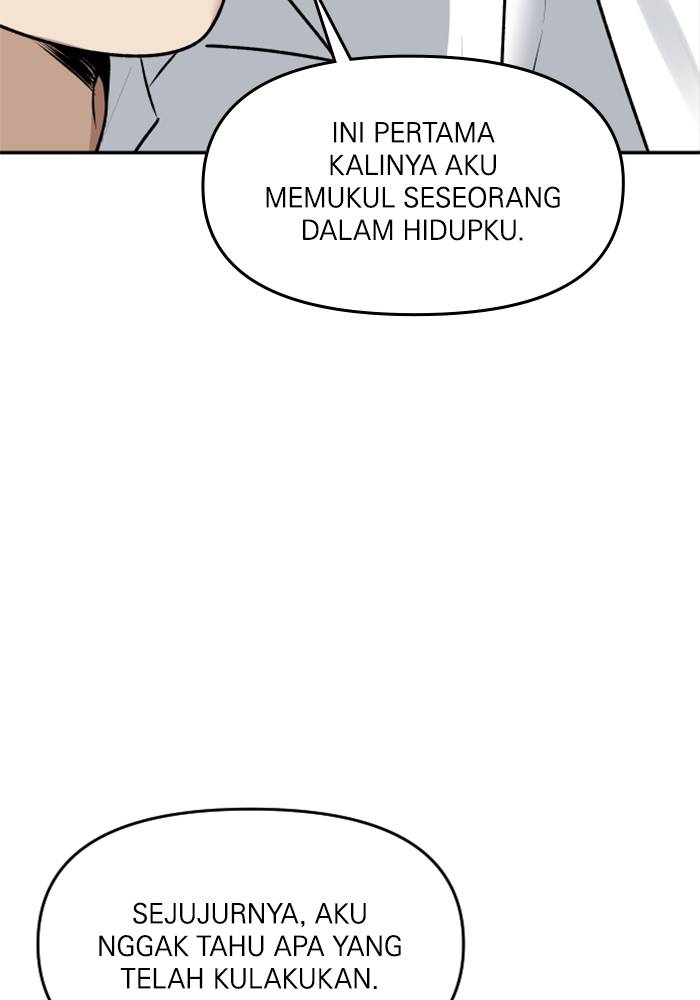 INI PERTAMA
KALINYA AKU
MEMUKUL SESEORANG
DALAM HIDUPKU.
SEJUJURNYA, AKU
NGGAK TAHU APA YANG
TELAH KULAKUKAN.